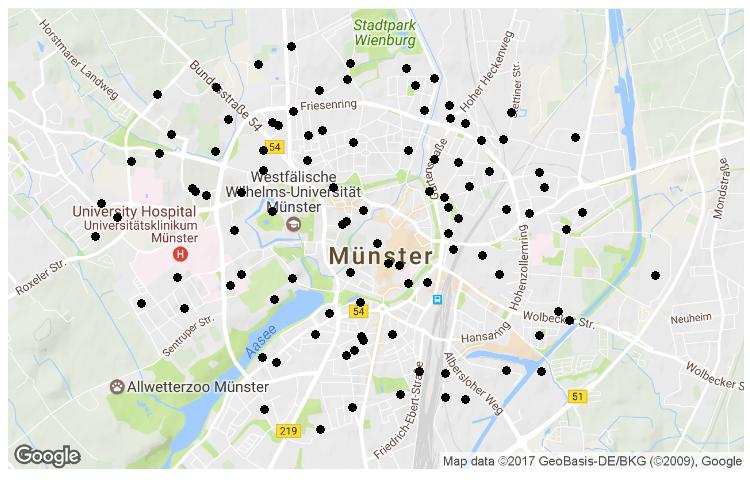 Stadtpark
Wienburg
Horstmarer Landweg
Bundesstraße 54
Friesenring
Hoher Heckenweg
ettiner Str.
54
Gartenstraße
Westfälische
Wilhelms-Universität
Münster
Mondstraße
University Hospital
Universitätsklinikum
Münster
H
Münster
Roxeler Str.
Hohenzollernring
54
Wolbecker Str.
Neuheim
Sentruper Str.
Aasee
Hansaring
Wolbecker S
Albersloher Weg
Allwetterzoo Münster
51
Friedrich-Ebert-Straße
219
Google
Map data ©2017 GeoBasis-DE/BKG (©2009), Google